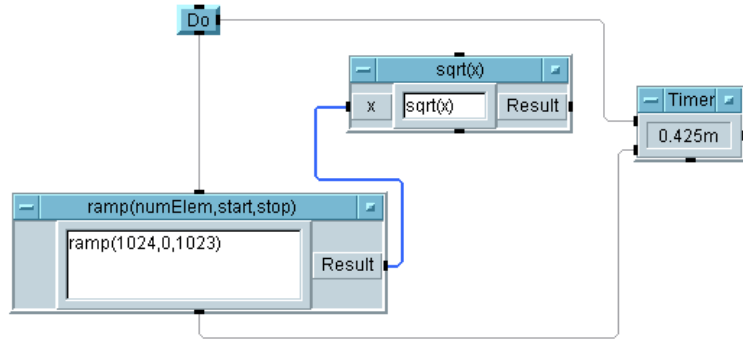 Do
sqrt(x)
x
sqrt(x)
Result
Timer
0.425m
ramp(numElem,start,stop)
ramp(1024,0,1023)
Result